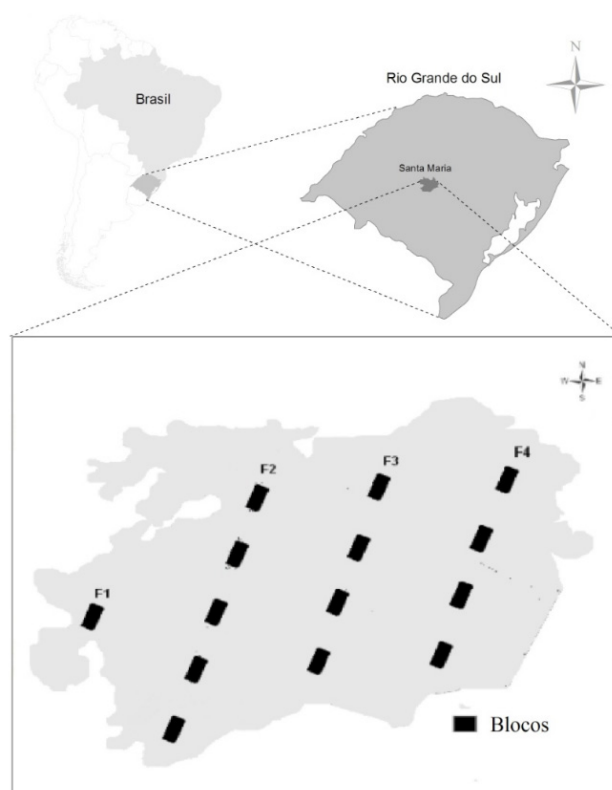 N
Rio Grande do Sul
Brasil
Santa Maria
N
W E
S
F2
F3
F4
F1
Blocos